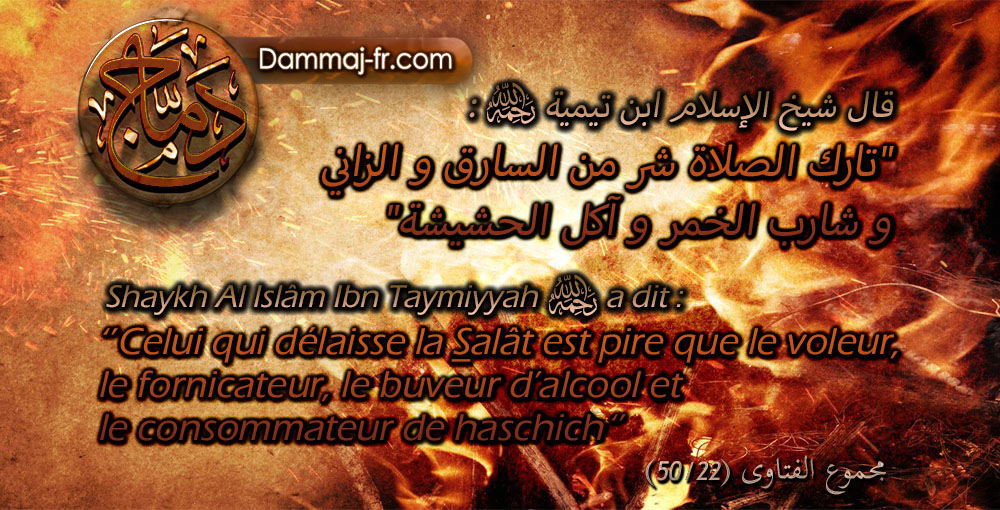 دماج
Dammaj-fr.com
قال شيخ الإسلام ابن تيمية رحمه الله :
"تارك الصلاة شر من السارق و الزاني
و شارب الخمر و آكل الحشيشة"
Shaykh Al Islâm Ibn Taymiyyah رحمه الله a dit :
“Celui qui délaisse la Salât est pire que le voleur,
le fornicateur, le buveur d’alcool et
le consommateur de haschich”
مجموع الفتاوى (50/22)